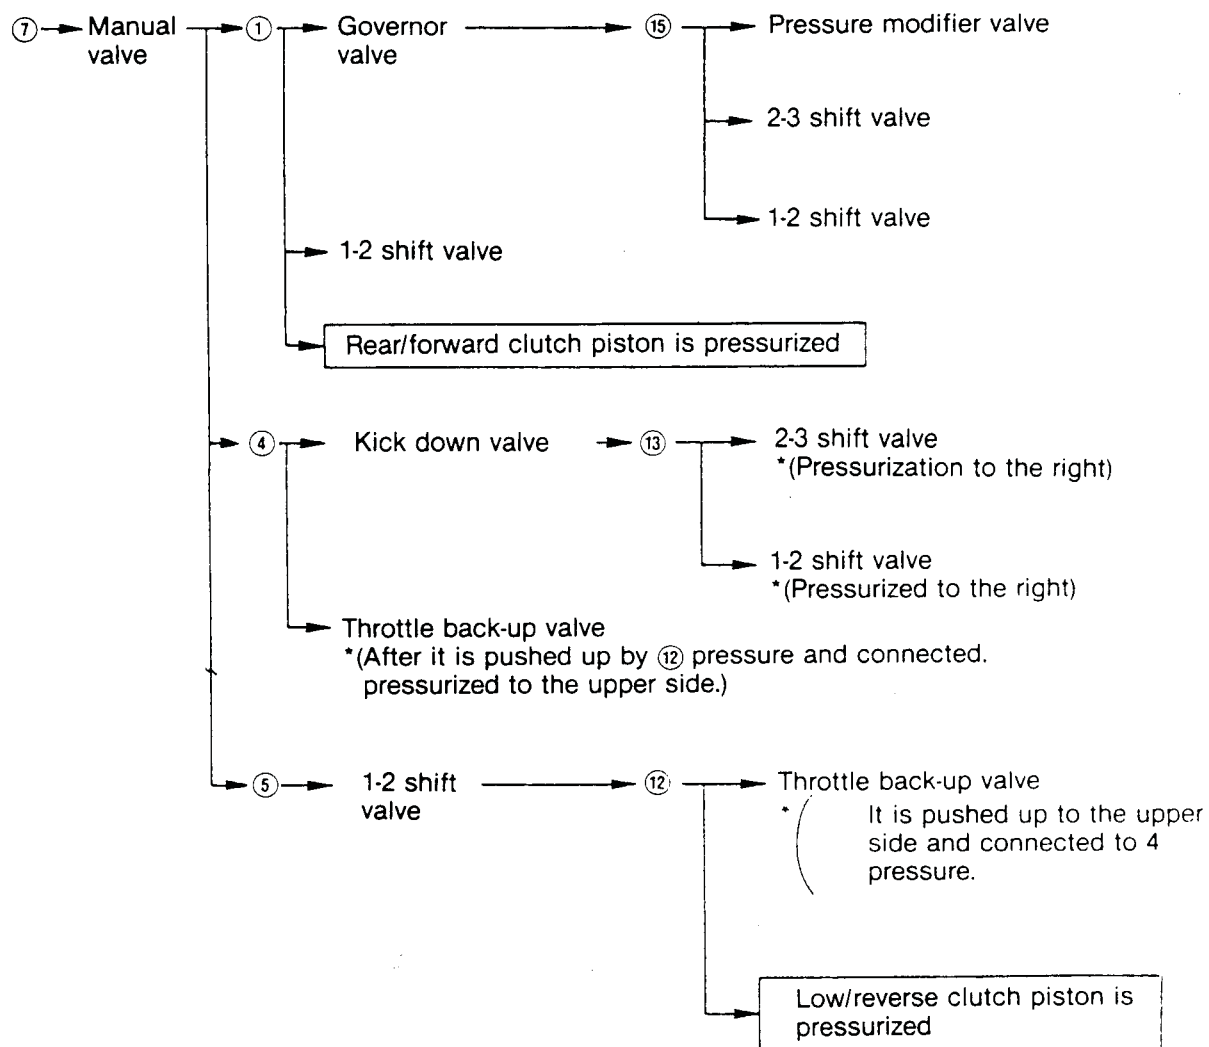 ⑦ Manual ① Governor ⑮ Pressure modifier valve
valve valve
2-3 shift valve
1-2 shift valve
1-2 shift valve
Rear/forward clutch piston is pressurized
④ Kick down valve ⑬ 2-3 shift valve
*(Pressurization to the right)
1-2 shift valve
*(Pressurized to the right)
Throttle back-up valve
*(After it is pushed up by ⑫ pressure and connected.
pressurized to the upper side.)
⑤ 1-2 shift ⑫ Throttle back-up valve
valve
* ( It is pushed up to the upper
side and connected to 4
pressure.
Low/reverse clutch piston is
pressurized